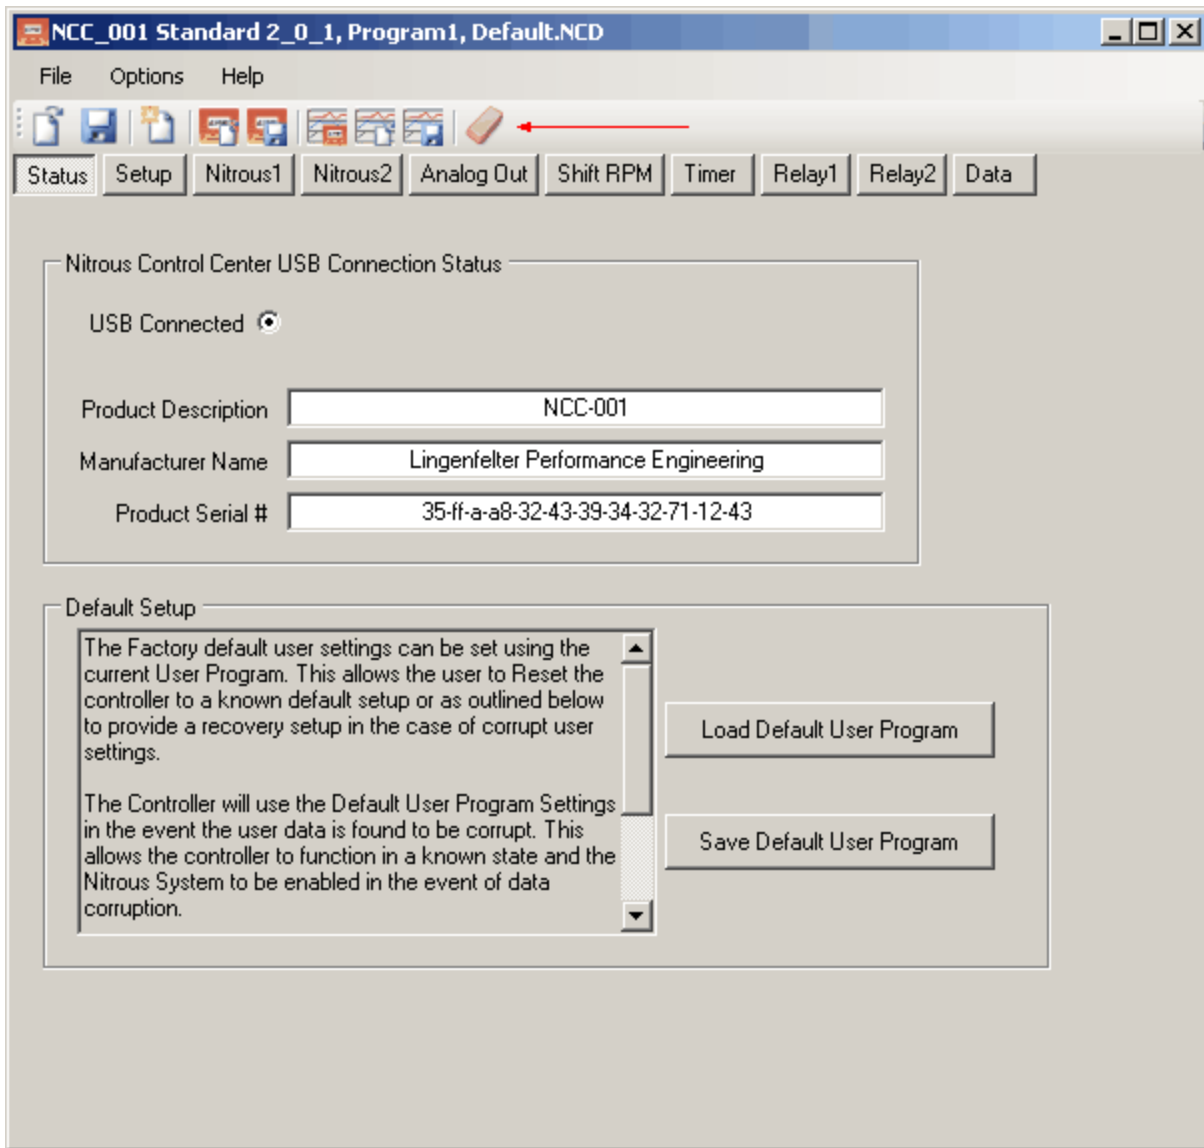 NCC_001 Standard 2_0_1, Program1, Default.NCD
File Options Help
Status Setup Nitrous1 Nitrous2 Analog Out Shift RPM Timer Relay1 Relay2 Data
Nitrous Control Center USB Connection Status
USB Connected
Product Description NCC-001
Manufacturer Name Lingenfelter Performance Engineering
Product Serial # 35-ff-a-a8-32-43-39-34-32-71-12-43
Default Setup
The Factory default user settings can be set using the
current User Program. This allows the user to Reset the
controller to a known default setup or as outlined below
to provide a recovery setup in the case of corrupt user
settings.
The Controller will use the Default User Program Settings
in the event the user data is found to be corrupt. This
allows the controller to function in a known state and the
Nitrous System to be enabled in the event of data
corruption.
Load Default User Program
Save Default User Program